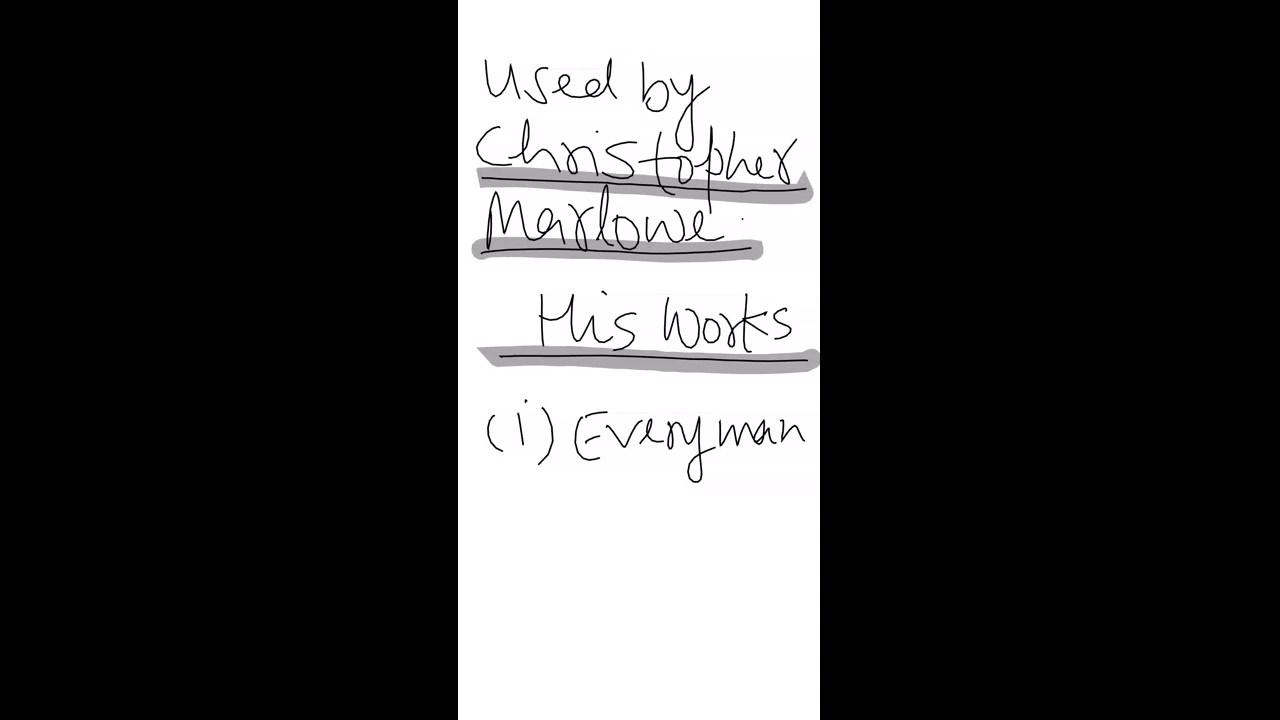 Used by
Christopher
Marlowe.
His Works
(i) Everyman